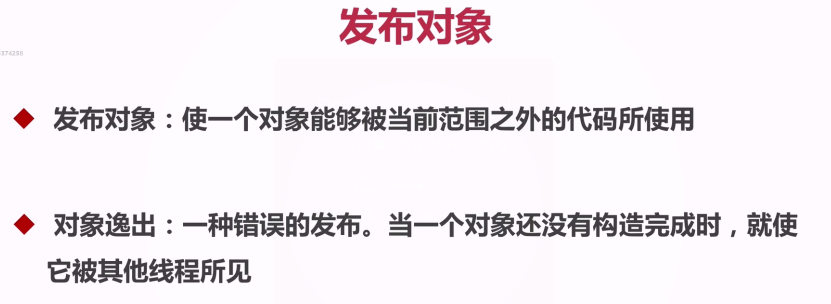 发布对象
◆ 发布对象：使一个对象能够被当前范围之外的代码所使用
◆ 对象逸出：一种错误的发布。当一个对象还没有构造完成时，就使
它被其他线程所见